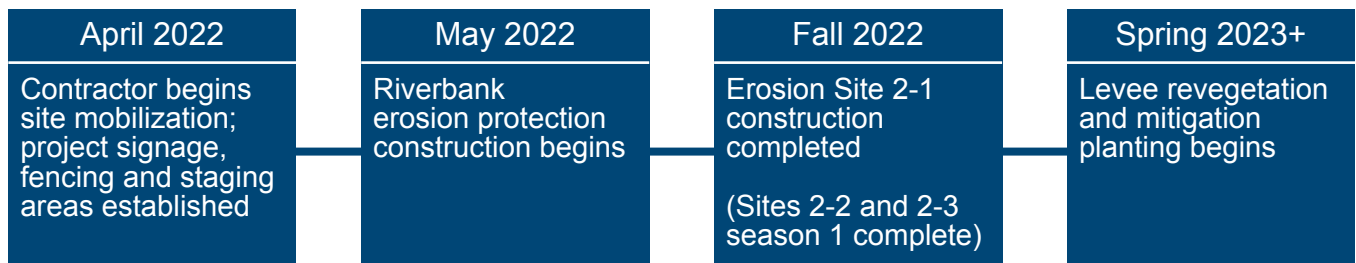 April 2022
Contractor begins
site mobilization;
project signage,
fencing and staging
areas established
May 2022
Riverbank
erosion protection
construction begins
Fall 2022
Erosion Site 2-1
construction
completed
(Sites 2-2 and 2-3
season 1 complete)
Spring 2023+
Levee revegetation
and mitigation
planting begins